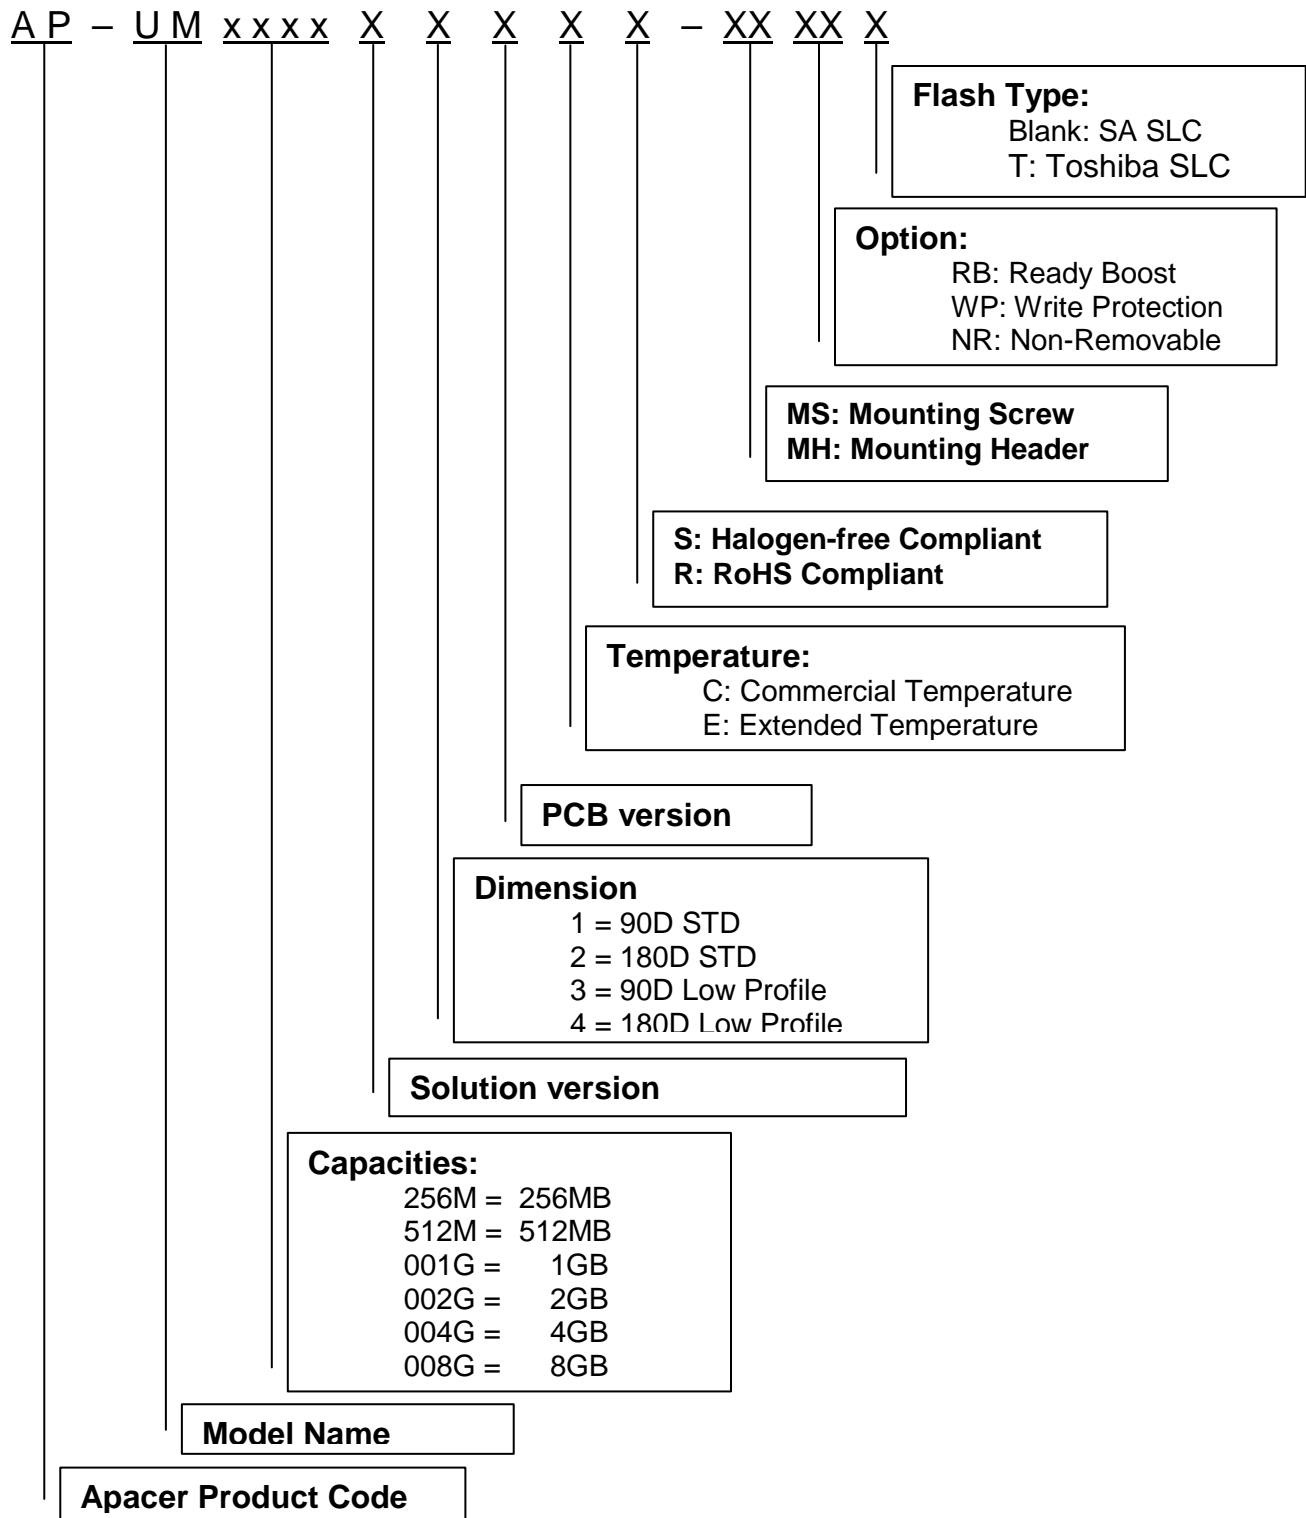 A P – U M x x x x X X X X X – XX XX X
Flash Type:
Blank: SA SLC
T: Toshiba SLC
Option:
RB: Ready Boost
WP: Write Protection
NR: Non-Removable
MS: Mounting Screw
MH: Mounting Header
S: Halogen-free Compliant
R: RoHS Compliant
Temperature:
C: Commercial Temperature
E: Extended Temperature
PCB version
Dimension
1 = 90D STD
2 = 180D STD
3 = 90D Low Profile
4 = 180D Low Profile
Solution version
Capacities:
256M = 256MB
512M = 512MB
001G = 1GB
002G = 2GB
004G = 4GB
008G = 8GB
Model Name
Apacer Product Code